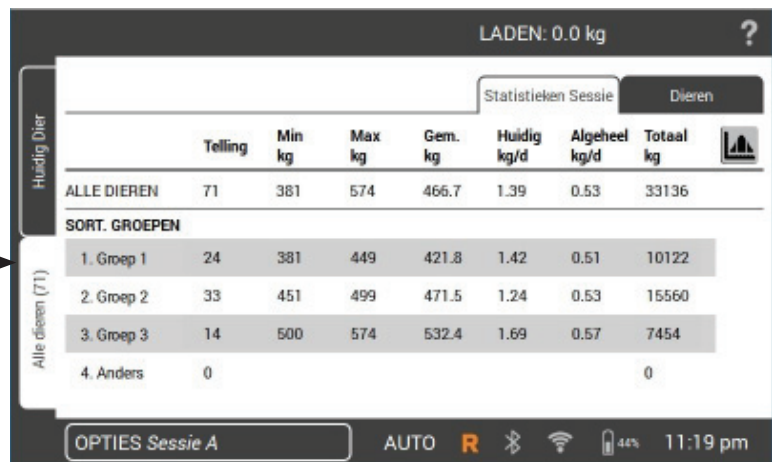 LADEN: 0.0 kg ?
Huidig Dier
Alle dieren (71)
Statistieken Sessie Dieren
Telling Min kg Max kg Gem. kg Huidig kg/d Algeheel kg/d Totaal kg
ALLE DIEREN 71 381 574 466.7 1.39 0.53 33136
SORT. GROEPEN
1. Groep 1 24 381 449 421.8 1.42 0.51 10122
2. Groep 2 33 451 499 471.5 1.24 0.53 15560
3. Groep 3 14 500 574 532.4 1.69 0.57 7454
4. Anders 0 0
OPTIES Sessie A AUTO R 44% 11:19 pm